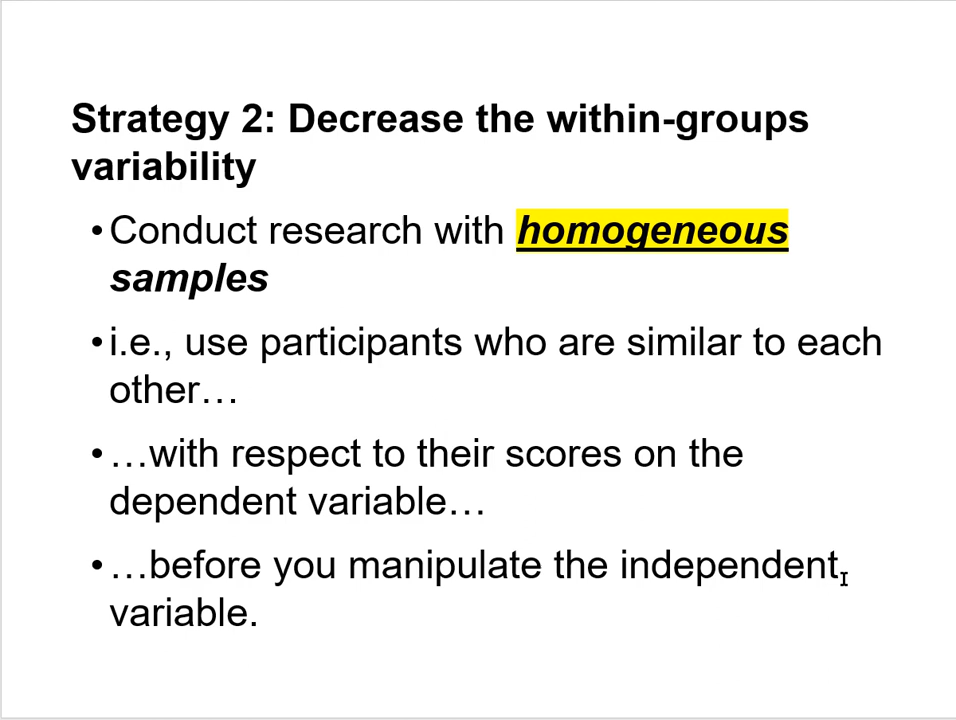 Strategy 2: Decrease the within-groups
variability
•Conduct research with homogeneous
samples
•i.e., use participants who are similar to each
other…
•…with respect to their scores on the
dependent variable…
•…before you manipulate the independent
variable.